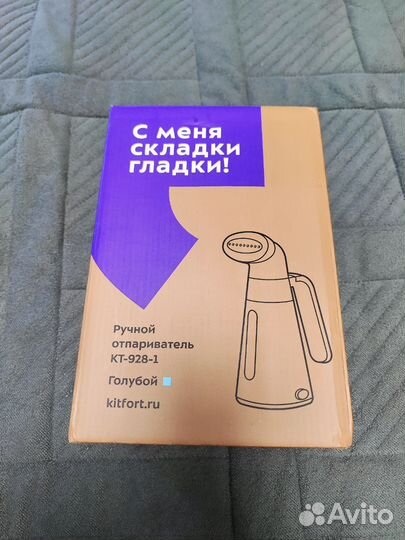 С меня
складки
гладки!
Ручной
отпариватель
КТ-928-1
Голубой
kitfort.ru
Avito